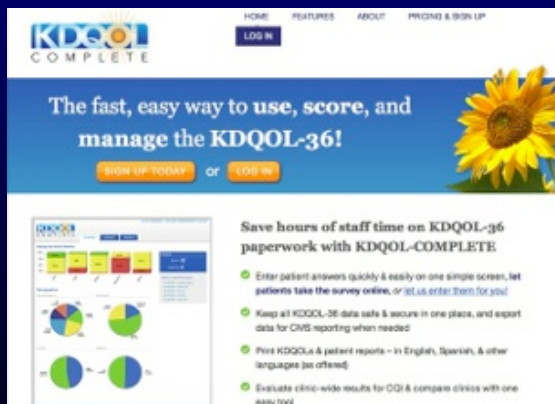 HOME FEATURES ABOUT PRICING & SIGN UP
LOG IN
KDQOL
COMPLETE
The fast, easy way to use, score, and
manage the KDQOL-36!
SIGN UP TODAY or LOG IN
Save hours of staff time on KDQOL-36
paperwork with KDQOL-COMPLETE
Enter patient answers quickly & easily on one simple screen, let
patients take the survey online, or let us enter them for you!
Keep all KDQOL-36 data safe & secure in one place, and export
data for CMS reporting when needed
Print KDQOLs & patient reports – in English, Spanish, & other
languages (as offered)
Evaluate clinic-wide results for CQI & compare clinics with one
easy tool
KDQOL